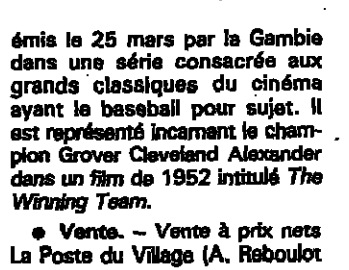 émis le 25 mars par la Gambie
dans une série consacrée aux
grands classiques du cinéma
ayant le baseball pour sujet. Il
est représenté incarnant le cham-
pion Grover Cleveland Alexander
dans un film de 1952 intitulé The
Winning Team.
● Vente. – Vente à prix nets
La Poste du Village (A. Reboulot